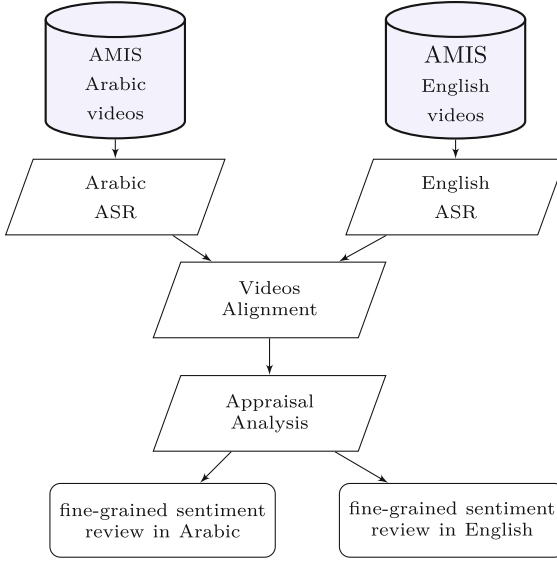 AMIS
Arabic
videos
AMIS
English
videos
Arabic
ASR
English
ASR
Videos
Alignment
Appraisal
Analysis
fine-grained sentiment
review in Arabic
fine-grained sentiment
review in English